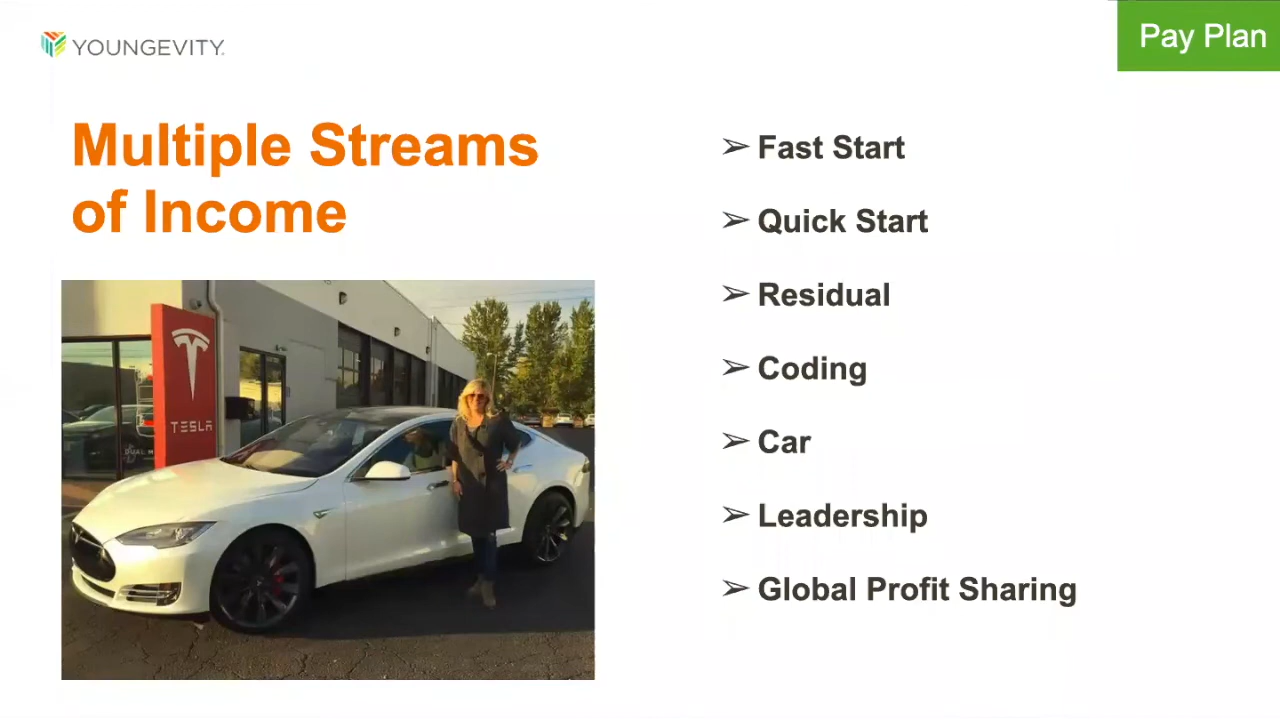 YOUNGEVITY
Pay Plan
Multiple Streams
of Income
➢ Fast Start
➢ Quick Start
➢ Residual
➢ Coding
➢ Car
➢ Leadership
➢ Global Profit Sharing
TESLA